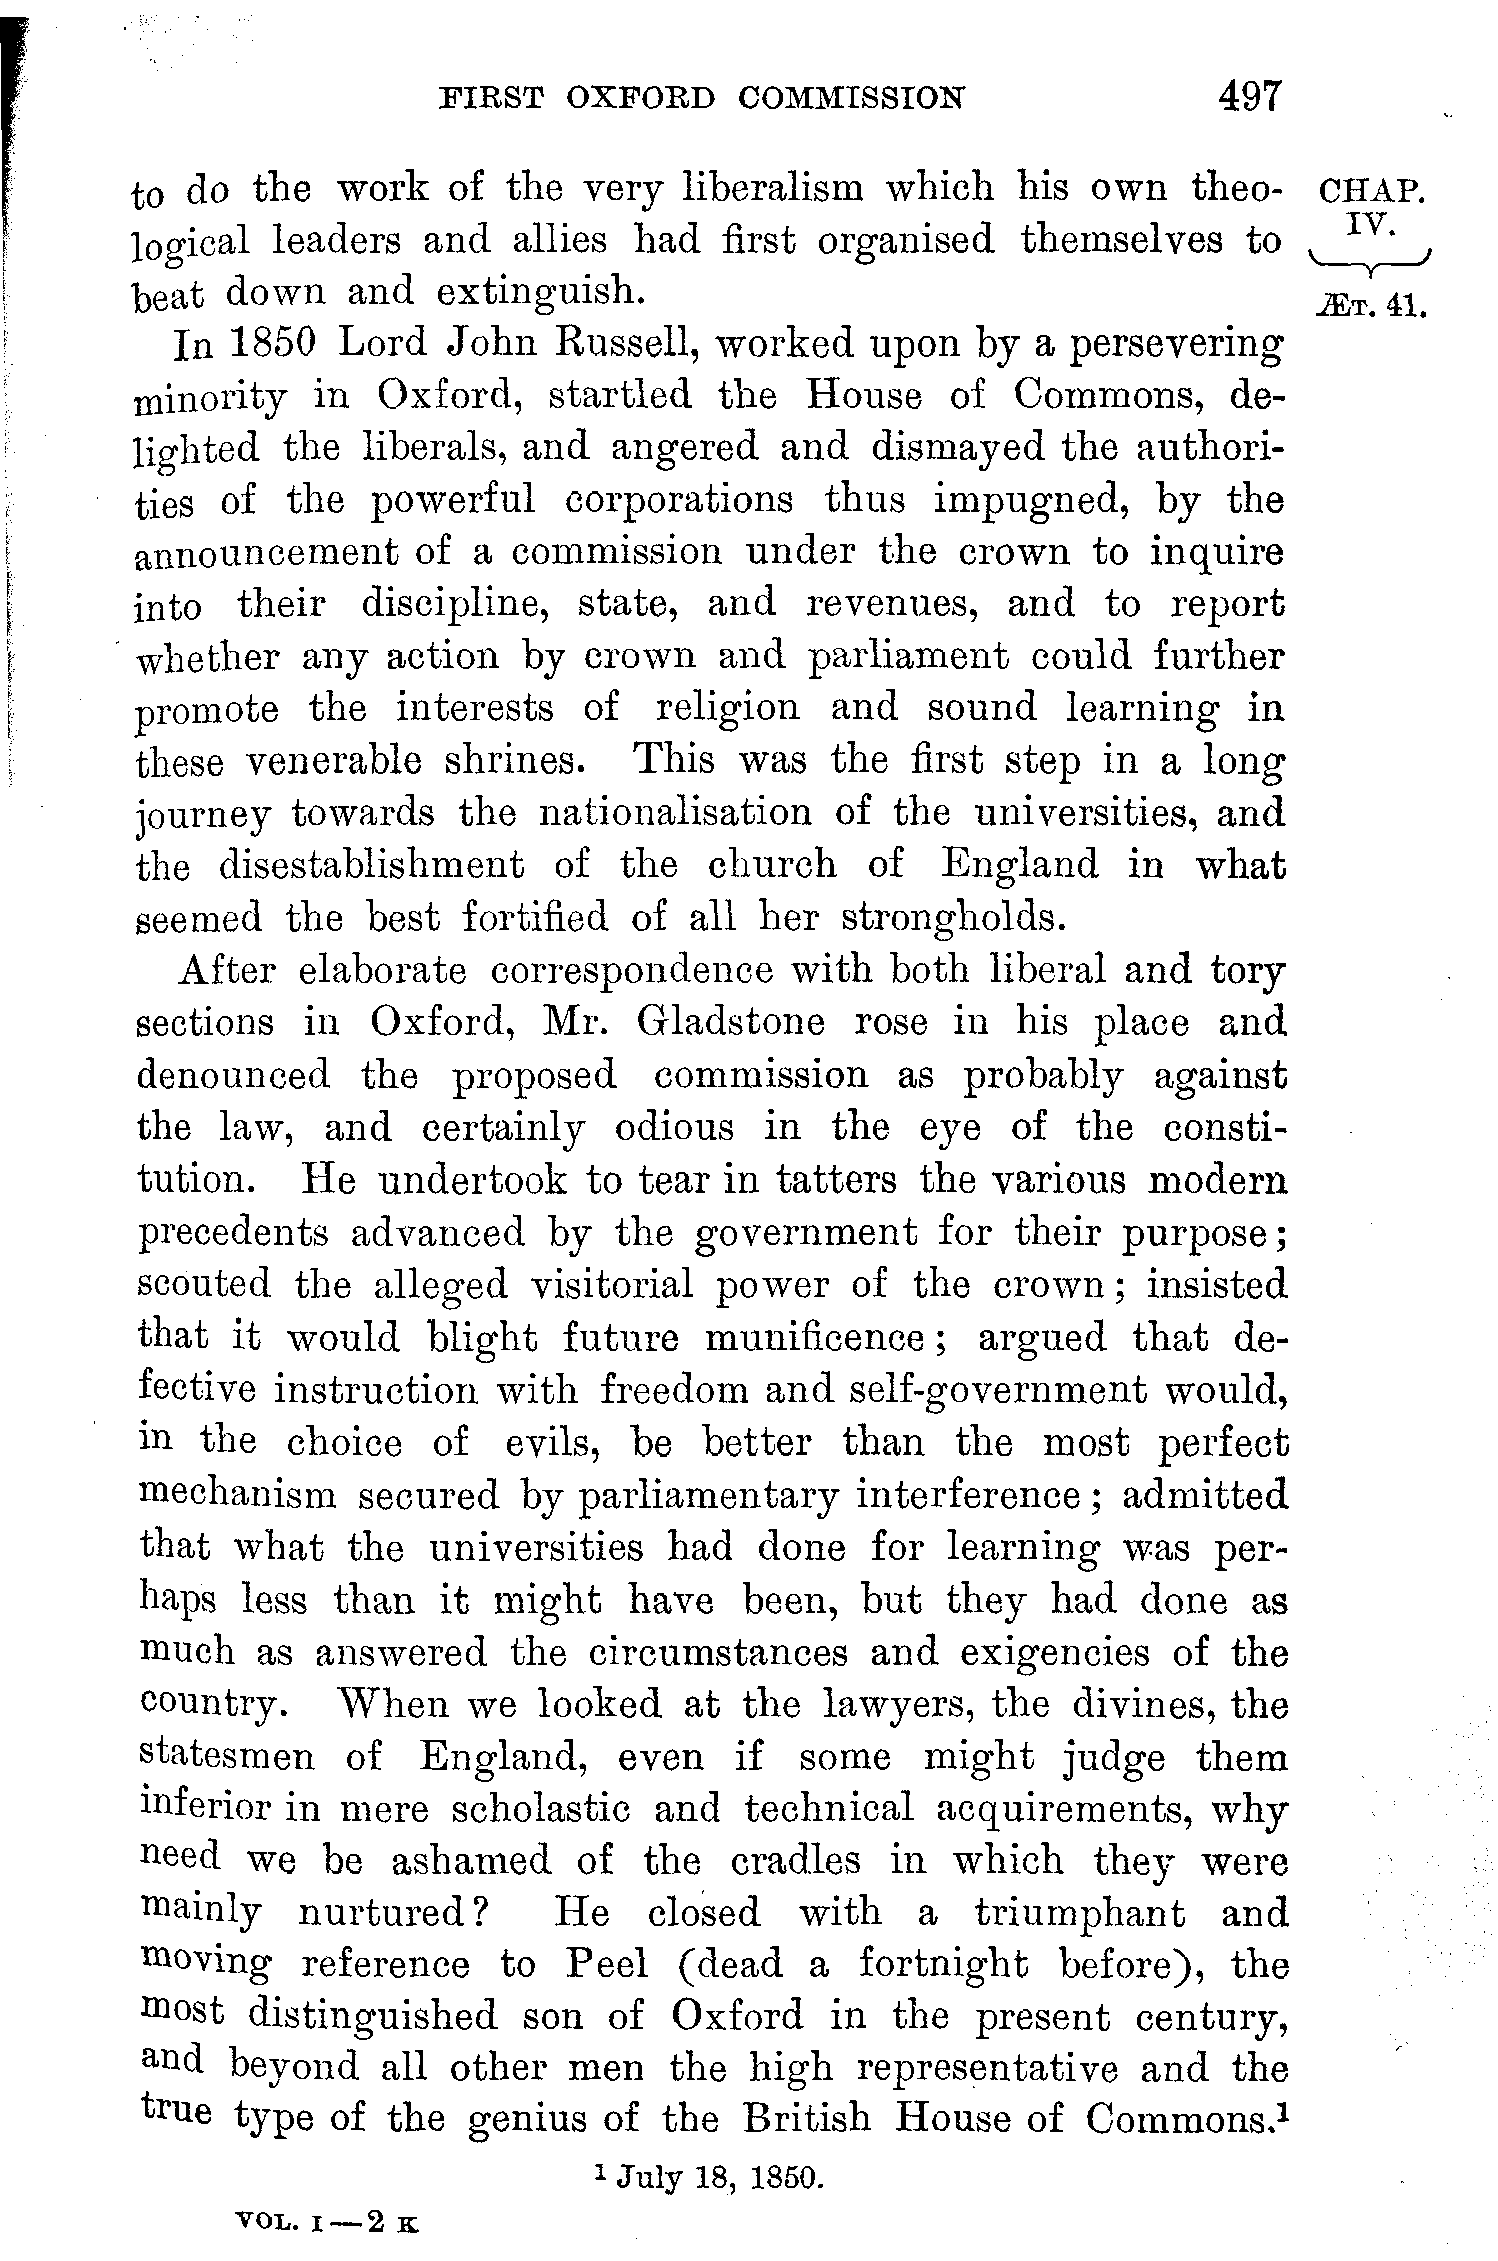 FIRST OXFORD COMMISSION 497
to do the work of the very liberalism which his own theo-
logical leaders and allies had first organised themselves to
beat down and extinguish.
CHAP.
IV.
ÆT. 41.
In 1850 Lord John Russell, worked upon by a persevering
minority in Oxford, startled the House of Commons, de-
lighted the liberals, and angered and dismayed the authori-
ties of the powerful corporations thus impugned, by the
announcement of a commission under the crown to inquire
into their discipline, state, and revenues, and to report
whether any action by crown and parliament could further
promote the interests of religion and sound learning in
these venerable shrines. This was the first step in a long
journey towards the nationalisation of the universities, and
the disestablishment of the church of England in what
seemed the best fortified of all her strongholds.
After elaborate correspondence with both liberal and tory
sections in Oxford, Mr. Gladstone rose in his place and
denounced the proposed commission as probably against
the law, and certainly odious in the eye of the consti-
tution. He undertook to tear in tatters the various modern
precedents advanced by the government for their purpose;
scouted the alleged visitorial power of the crown; insisted
that it would blight future munificence; argued that de-
fective instruction with freedom and self-government would,
in the choice of evils, be better than the most perfect
mechanism secured by parliamentary interference; admitted
that what the universities had done for learning was per-
haps less than it might have been, but they had done as
much as answered the circumstances and exigencies of the
country. When we looked at the lawyers, the divines, the
statesmen of England, even if some might judge them
inferior in mere scholastic and technical acquirements, why
need we be ashamed of the cradles in which they were
mainly nurtured? He closed with a triumphant and
moving reference to Peel (dead a fortnight before), the
most distinguished son of Oxford in the present century,
and beyond all other men the high representative and the
true type of the genius of the British House of Commons.¹
¹ July 18, 1850.
VOL. I—2 K